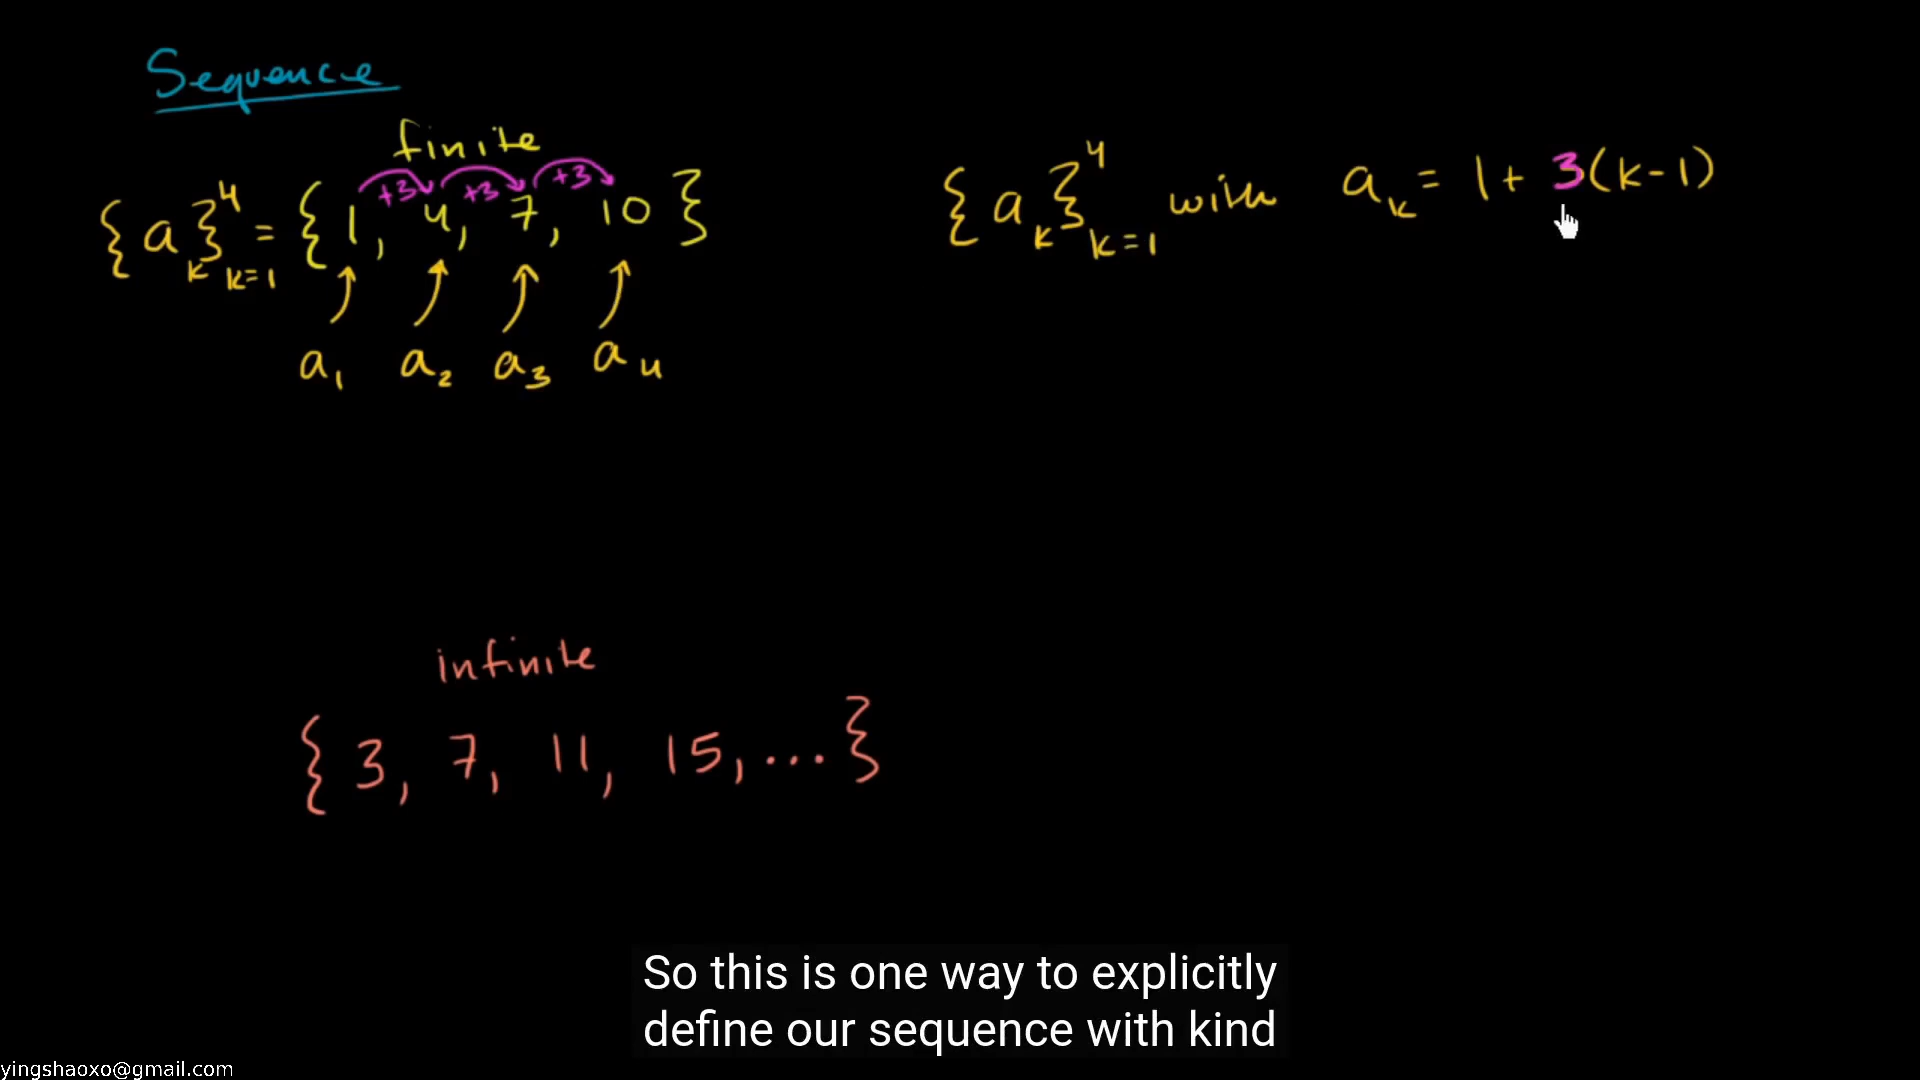 Sequence
finite
+3 +3 +3
{a_k}_{k=1}^4 = {1, 4, 7, 10}
a_1 a_2 a_3 a_4
{a_k}_{k=1}^4 with a_k = 1 + 3(k-1)
infinite
{3, 7, 11, 15, ...}
So this is one way to explicitly
define our sequence with kind
yingshaoxo@gmail.com